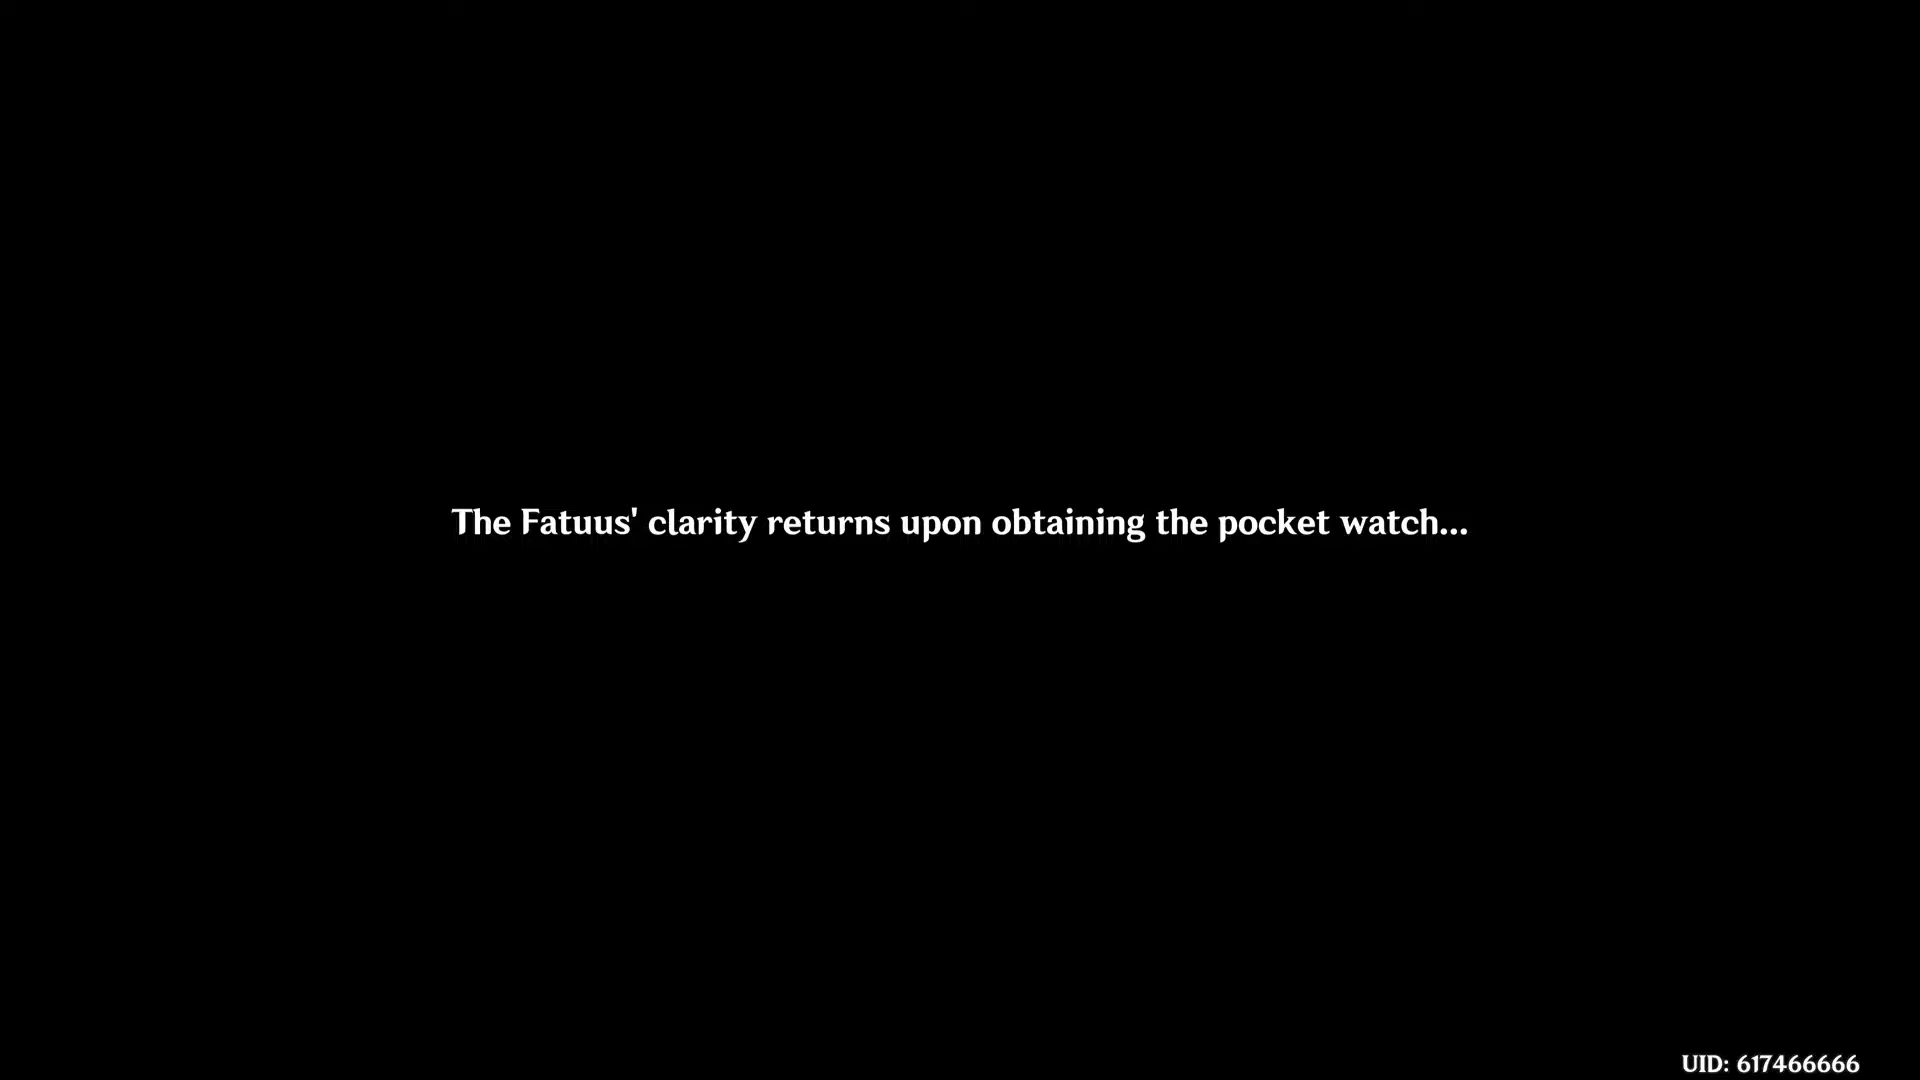 The Fatuus' clarity returns upon obtaining the pocket watch...
UID: 617466666